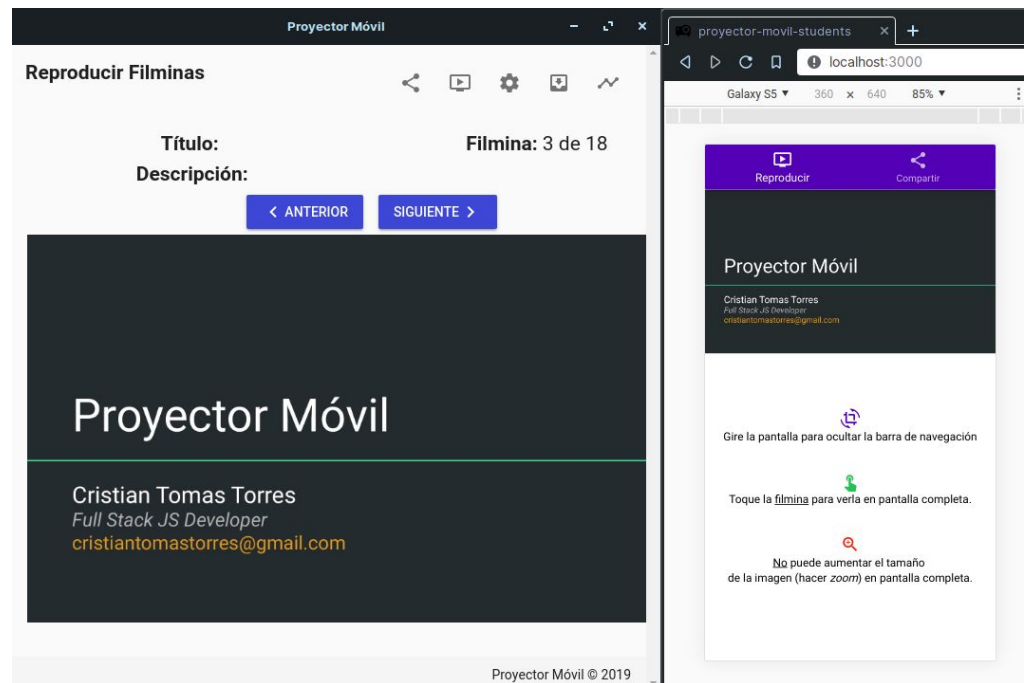 Proyector Móvil
Reproducir Filminas
Título:
Filmina: 3 de 18
Descripción:
ANTERIOR
SIGUIENTE
Proyector Móvil
Cristian Tomas Torres
Full Stack JS Developer
cristiantomastorres@gmail.com
Proyector Móvil © 2019
proyector-movil-students
localhost:3000
Galaxy S5 360 × 640 85%
Reproducir
Compartir
Proyector Móvil
Cristian Tomas Torres
Full Stack JS Developer
cristiantomastorres@gmail.com
Gire la pantalla para ocultar la barra de navegación
Toque la filmina para verla en pantalla completa.
No puede aumentar el tamaño
de la imagen (hacer zoom) en pantalla completa.